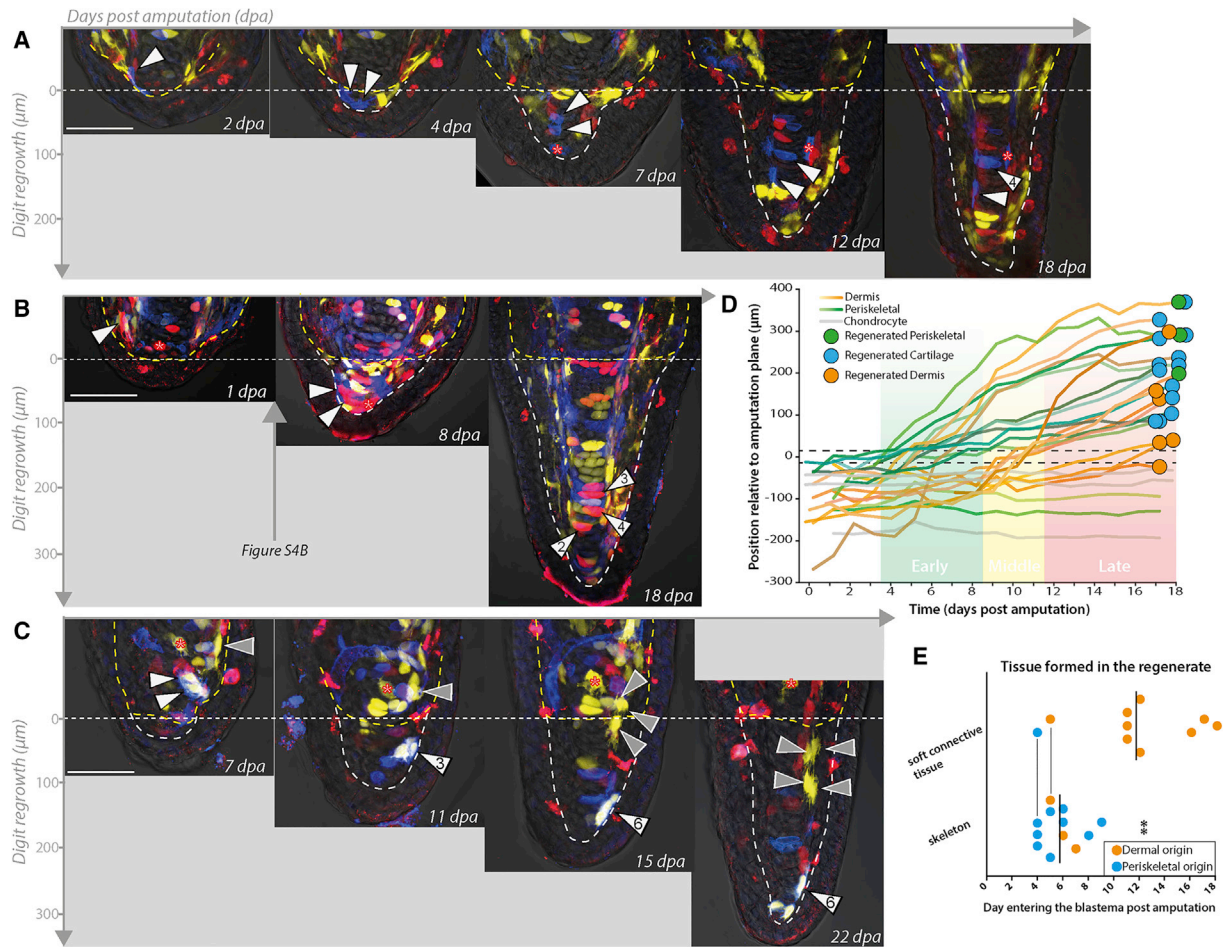 Days post amputation (dpa)
A
0
100
200
Digit regrowth (µm)
2 dpa
4 dpa
*
7 dpa
*
12 dpa
*
4
18 dpa
B
0
100
200
300
Digit regrowth (µm)
*
1 dpa
*
8 dpa
Figure S4B
3
4
2
18 dpa
C
0
100
200
300
Digit regrowth (µm)
*
7 dpa
*
3
11 dpa
*
6
15 dpa
*
6
22 dpa
D
Position relative to amputation plane (µm)
400
300
200
100
0
-100
-200
-300
Dermis
Periskeletal
Chondrocyte
Regenerated Periskeletal
Regenerated Cartilage
Regenerated Dermis
Early
Middle
Late
0 2 4 6 8 10 12 14 16 18
Time (days post amputation)
E
Tissue formed in the regenerate
soft connective
tissue
skeleton
**
Dermal origin
Periskeletal origin
0 2 4 6 8 10 12 14 16 18
Day entering the blastema post amputation